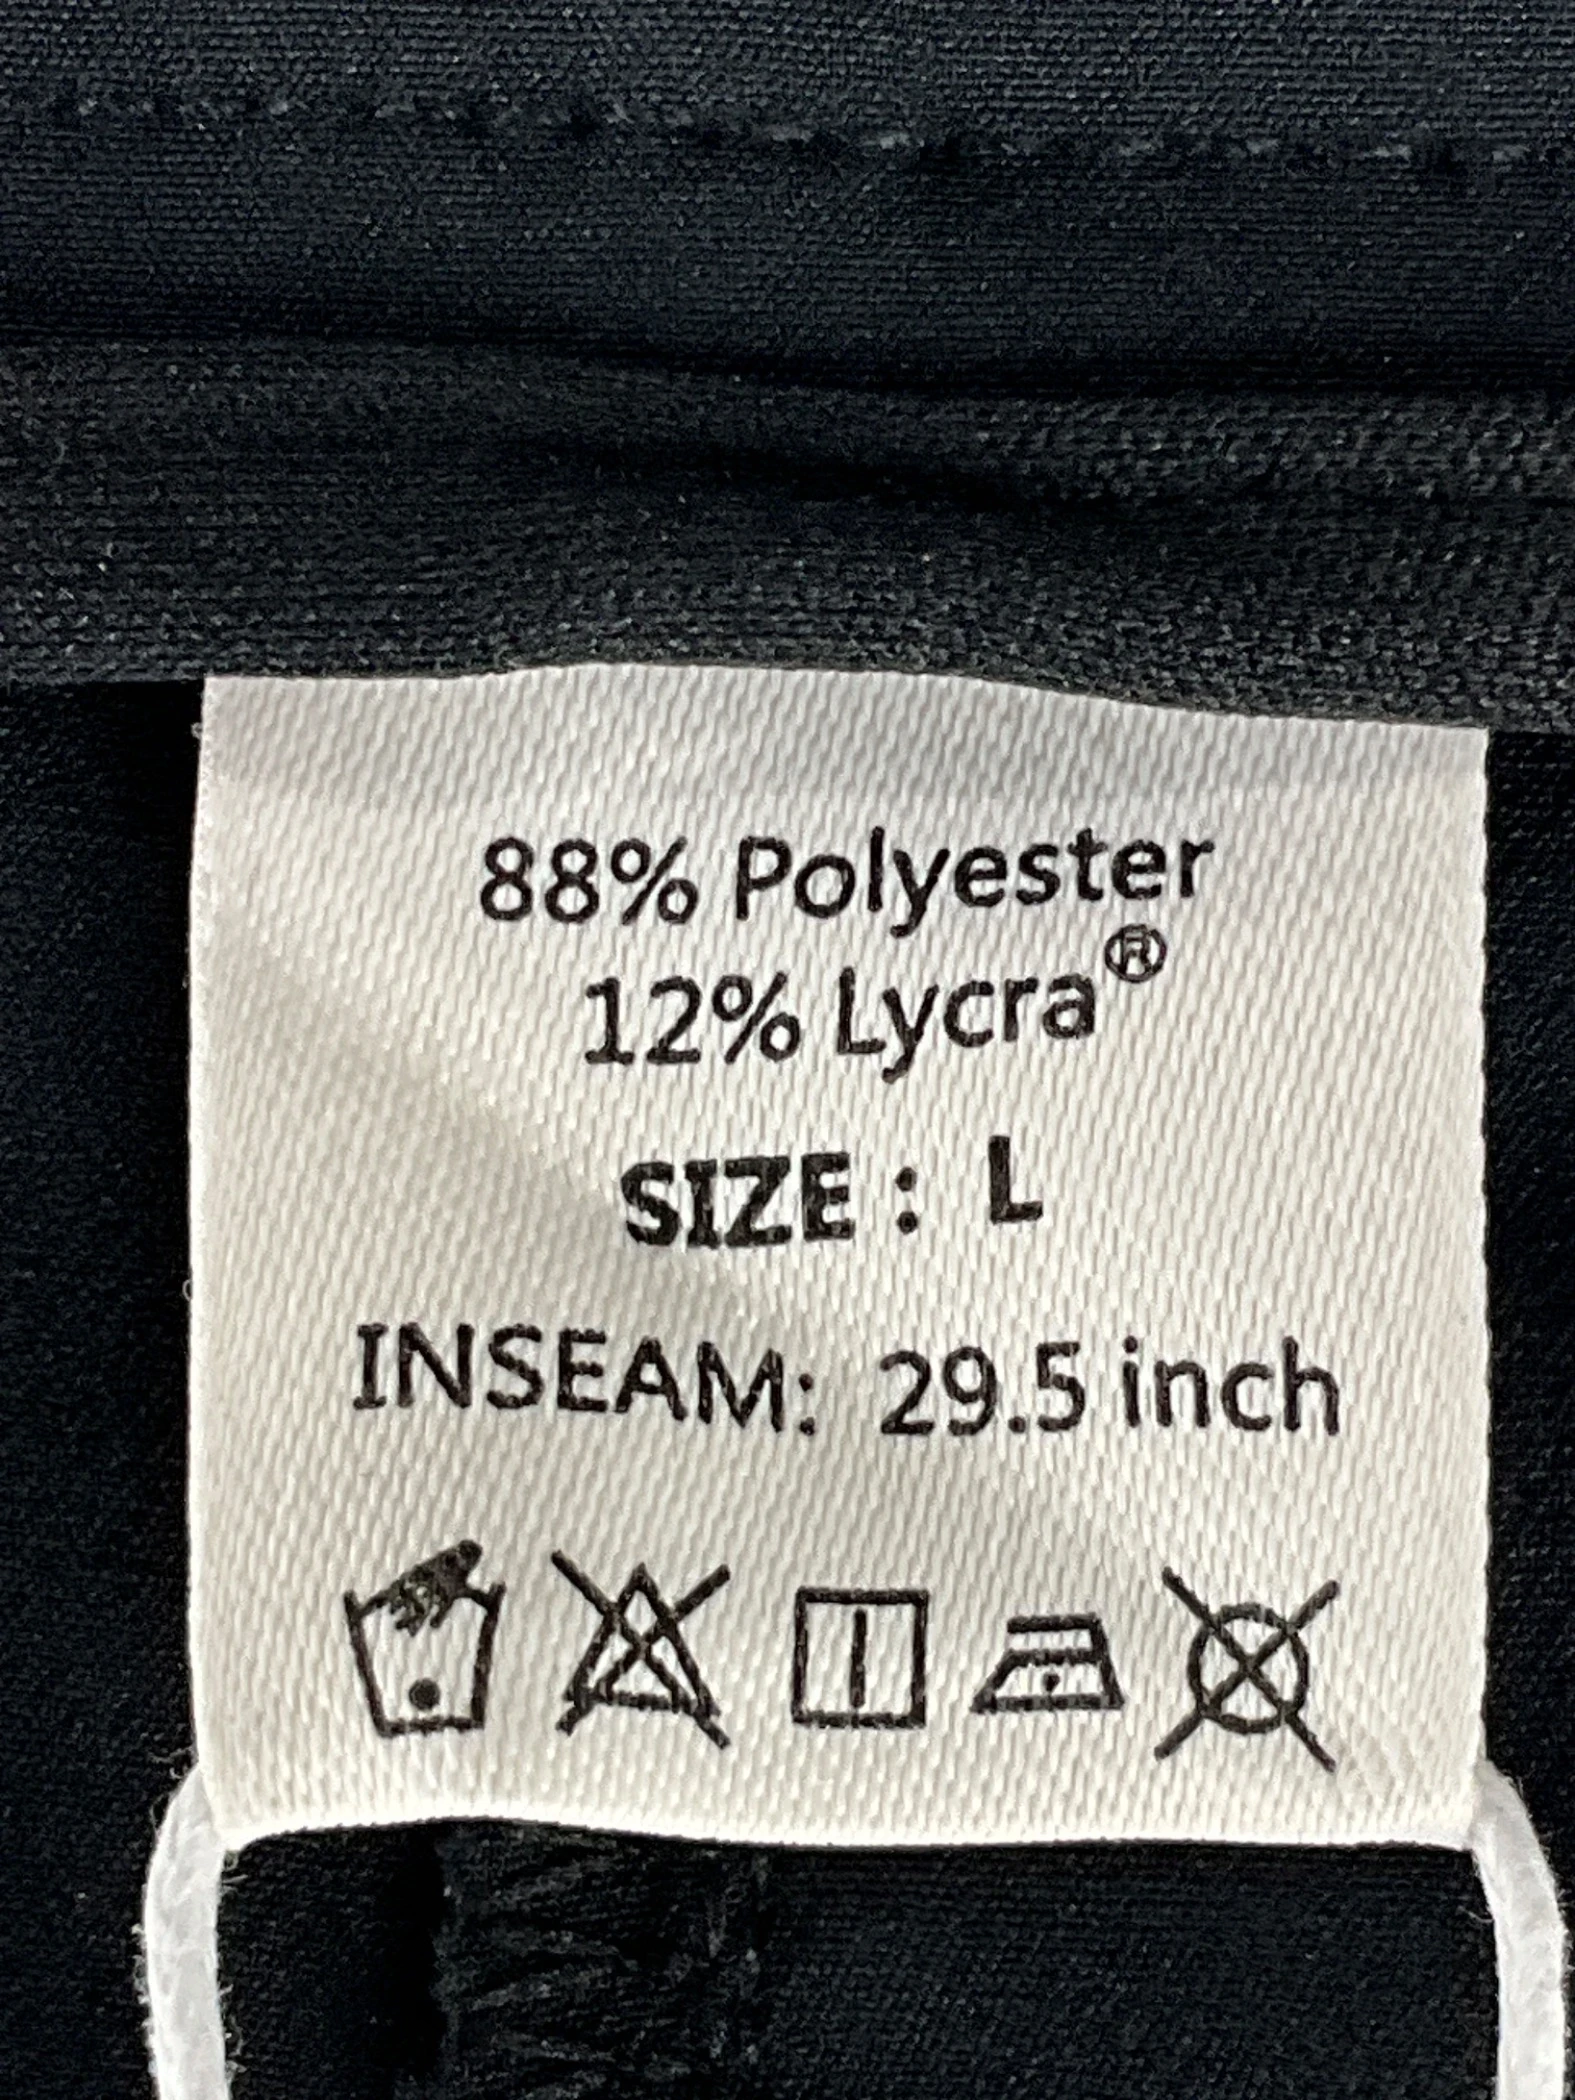 88% Polyester
12% Lycra®
SIZE : L
INSEAM: 29.5 inch